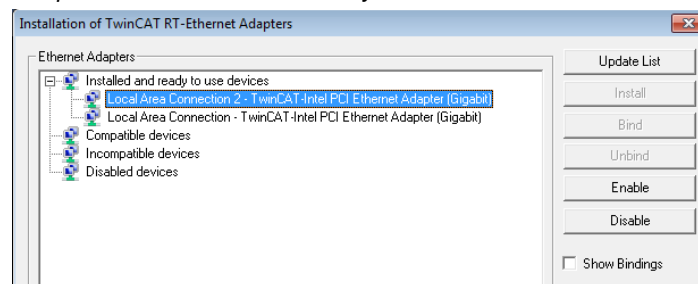 Installation of TwinCAT RT-Ethernet Adapters
Ethernet Adapters
Update List
Installed and ready to use devices
Install
Local Area Connection 2 - TwinCAT-Intel PCI Ethernet Adapter (Gigabit)
Local Area Connection - TwinCAT-Intel PCI Ethernet Adapter (Gigabit)
Bind
Compatible devices
Incompatible devices
Unbind
Disabled devices
Enable
Disable
Show Bindings